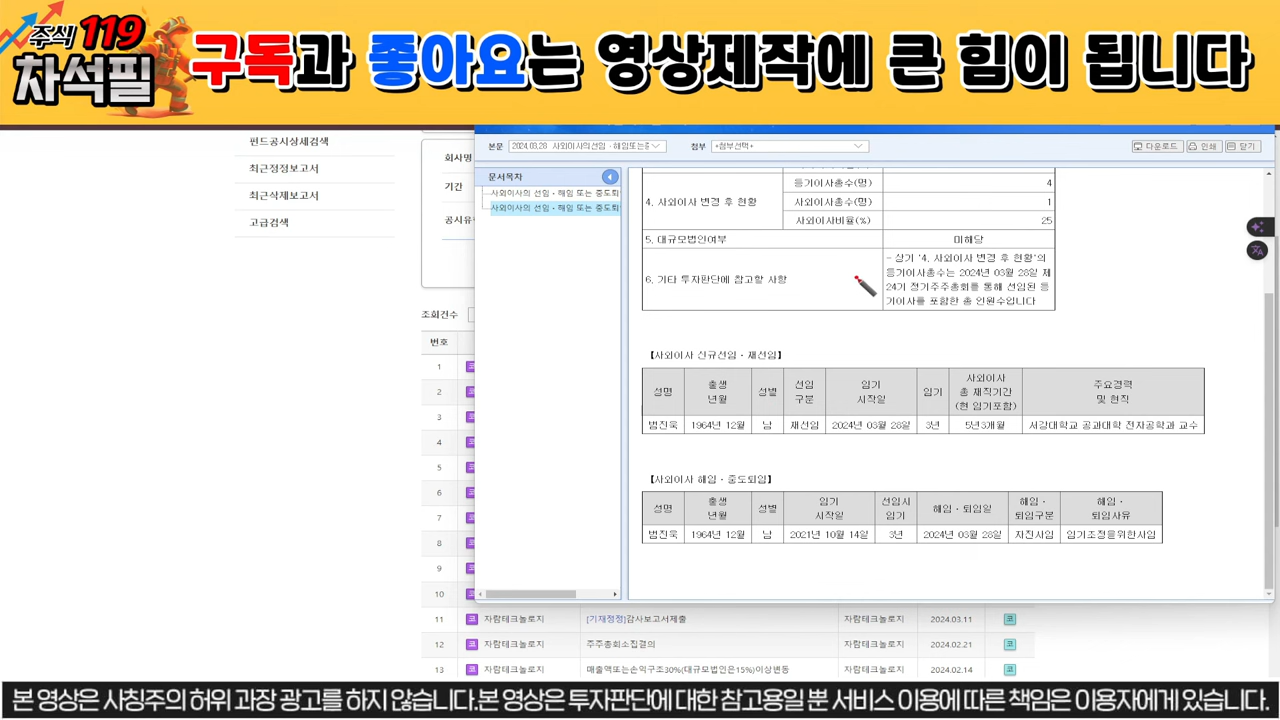 주식 119
차석필
구독과 좋아요는 영상제작에 큰 힘이 됩니다
펀드공시상세검색
최근정정보고서
최근삭제보고서
고급검색
회사명
기간
공시유
조회건수
번호
1
2
3
4
5
6
7
8
9
10
본문 2024.03.28 사외이사의선임·해임또는 첨부 +첨부선택+ 다운로드 인쇄 닫기
문서목차
사외이사의 선임·해임 또는 중도퇴
사외이사의 선임·해임 또는 중도퇴
4. 사외이사 변경 후 현황
등기이사총수(명) 4
사외이사총수(명) 1
사외이사비율(%) 25
5. 대규모법인여부 미해당
6. 기타 투자판단에 참고할 사항
- 상기 '4. 사외이사 변경 후 현황'의
등기이사총수는 2024년 03월 28일 제
24기 정기주주총회를 통해 선임된 등
기이사를 포함한 총 인원수입니다
【사외이사 신규선임·재선임】
성명 출생년월 성별 선임구분 임기시작일 임기 사외이사 총 재직기간(현 임기포함) 주요경력 및 현직
범진욱 1964년 12월 남 재선임 2024년 03월 28일 3년 5년3개월 서강대학교 공과대학 전자공학과 교수
【사외이사 해임·중도퇴임】
성명 출생년월 성별 임기시작일 선임시임기 해임·퇴임일 해임·퇴임구분 해임·퇴임사유
범진욱 1964년 12월 남 2021년 10월 14일 3년 2024년 03월 28일 자진사임 임기조정을위한사임
11 코 자람테크놀로지 [기재정정]감사보고서제출 자람테크놀로지 2024.03.11 코
12 코 자람테크놀로지 주주총회소집결의 자람테크놀로지 2024.02.21 코
13 코 자람테크놀로지 매출액또는손익구조30%(대규모법인은15%)이상변동 자람테크놀로지 2024.02.14 코
본 영상은 사칭주의 허위 과장 광고를 하지 않습니다.본 영상은 투자판단에 대한 참고용일 뿐 서비스 이용에 따른 책임은 이용자에게 있습니다.